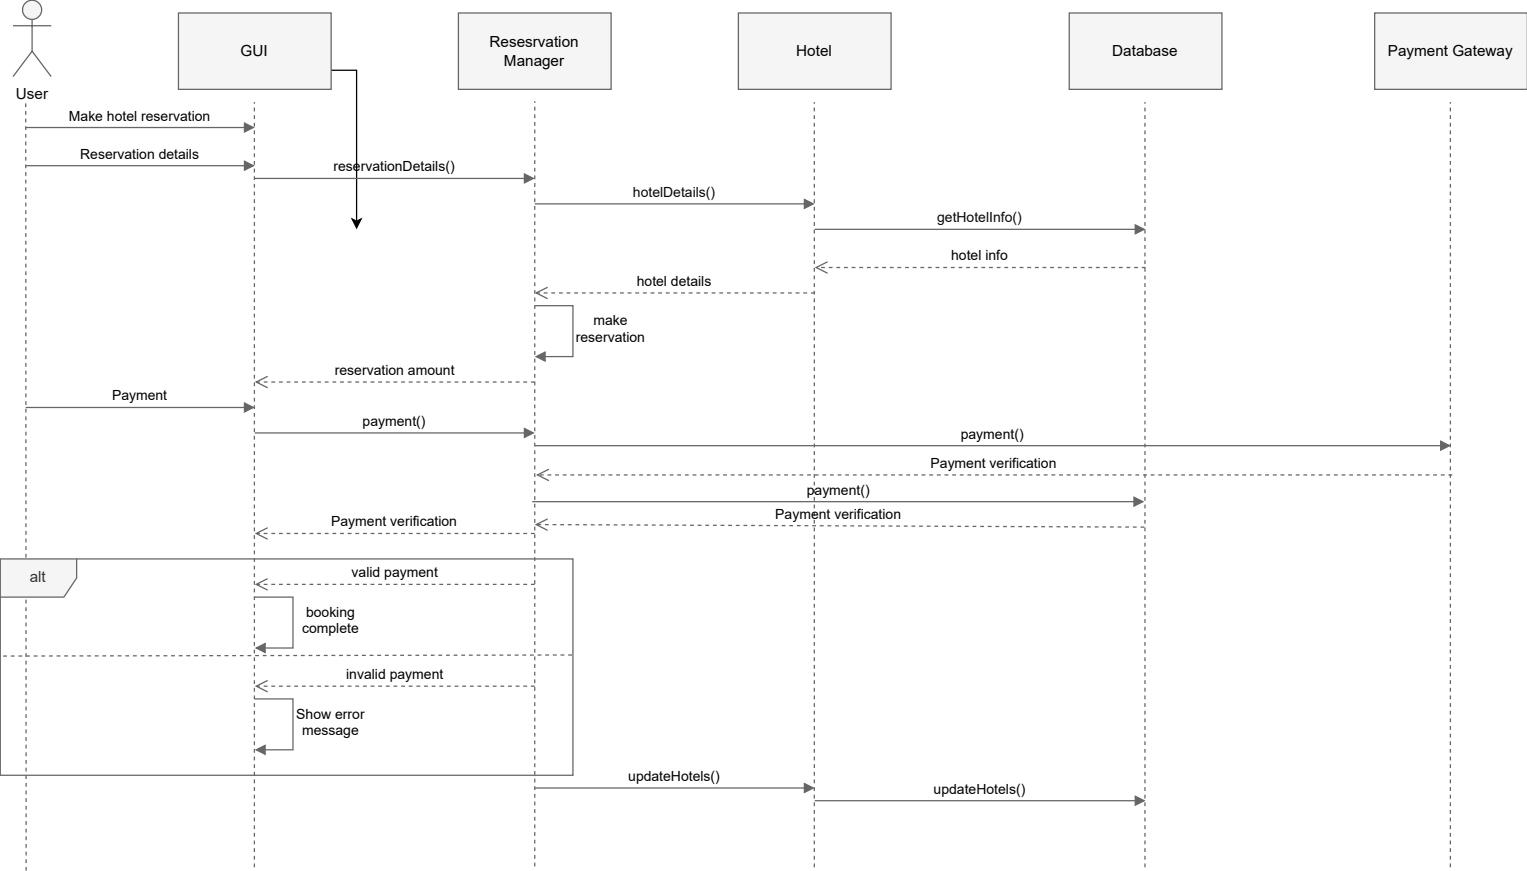 User
GUI
Resesrvation
Manager
Hotel
Database
Payment Gateway
Make hotel reservation
Reservation details
reservationDetails()
hotelDetails()
getHotelInfo()
hotel info
hotel details
make
reservation
reservation amount
Payment
payment()
payment()
Payment verification
payment()
Payment verification
Payment verification
alt
valid payment
booking
complete
invalid payment
Show error
message
updateHotels()
updateHotels()